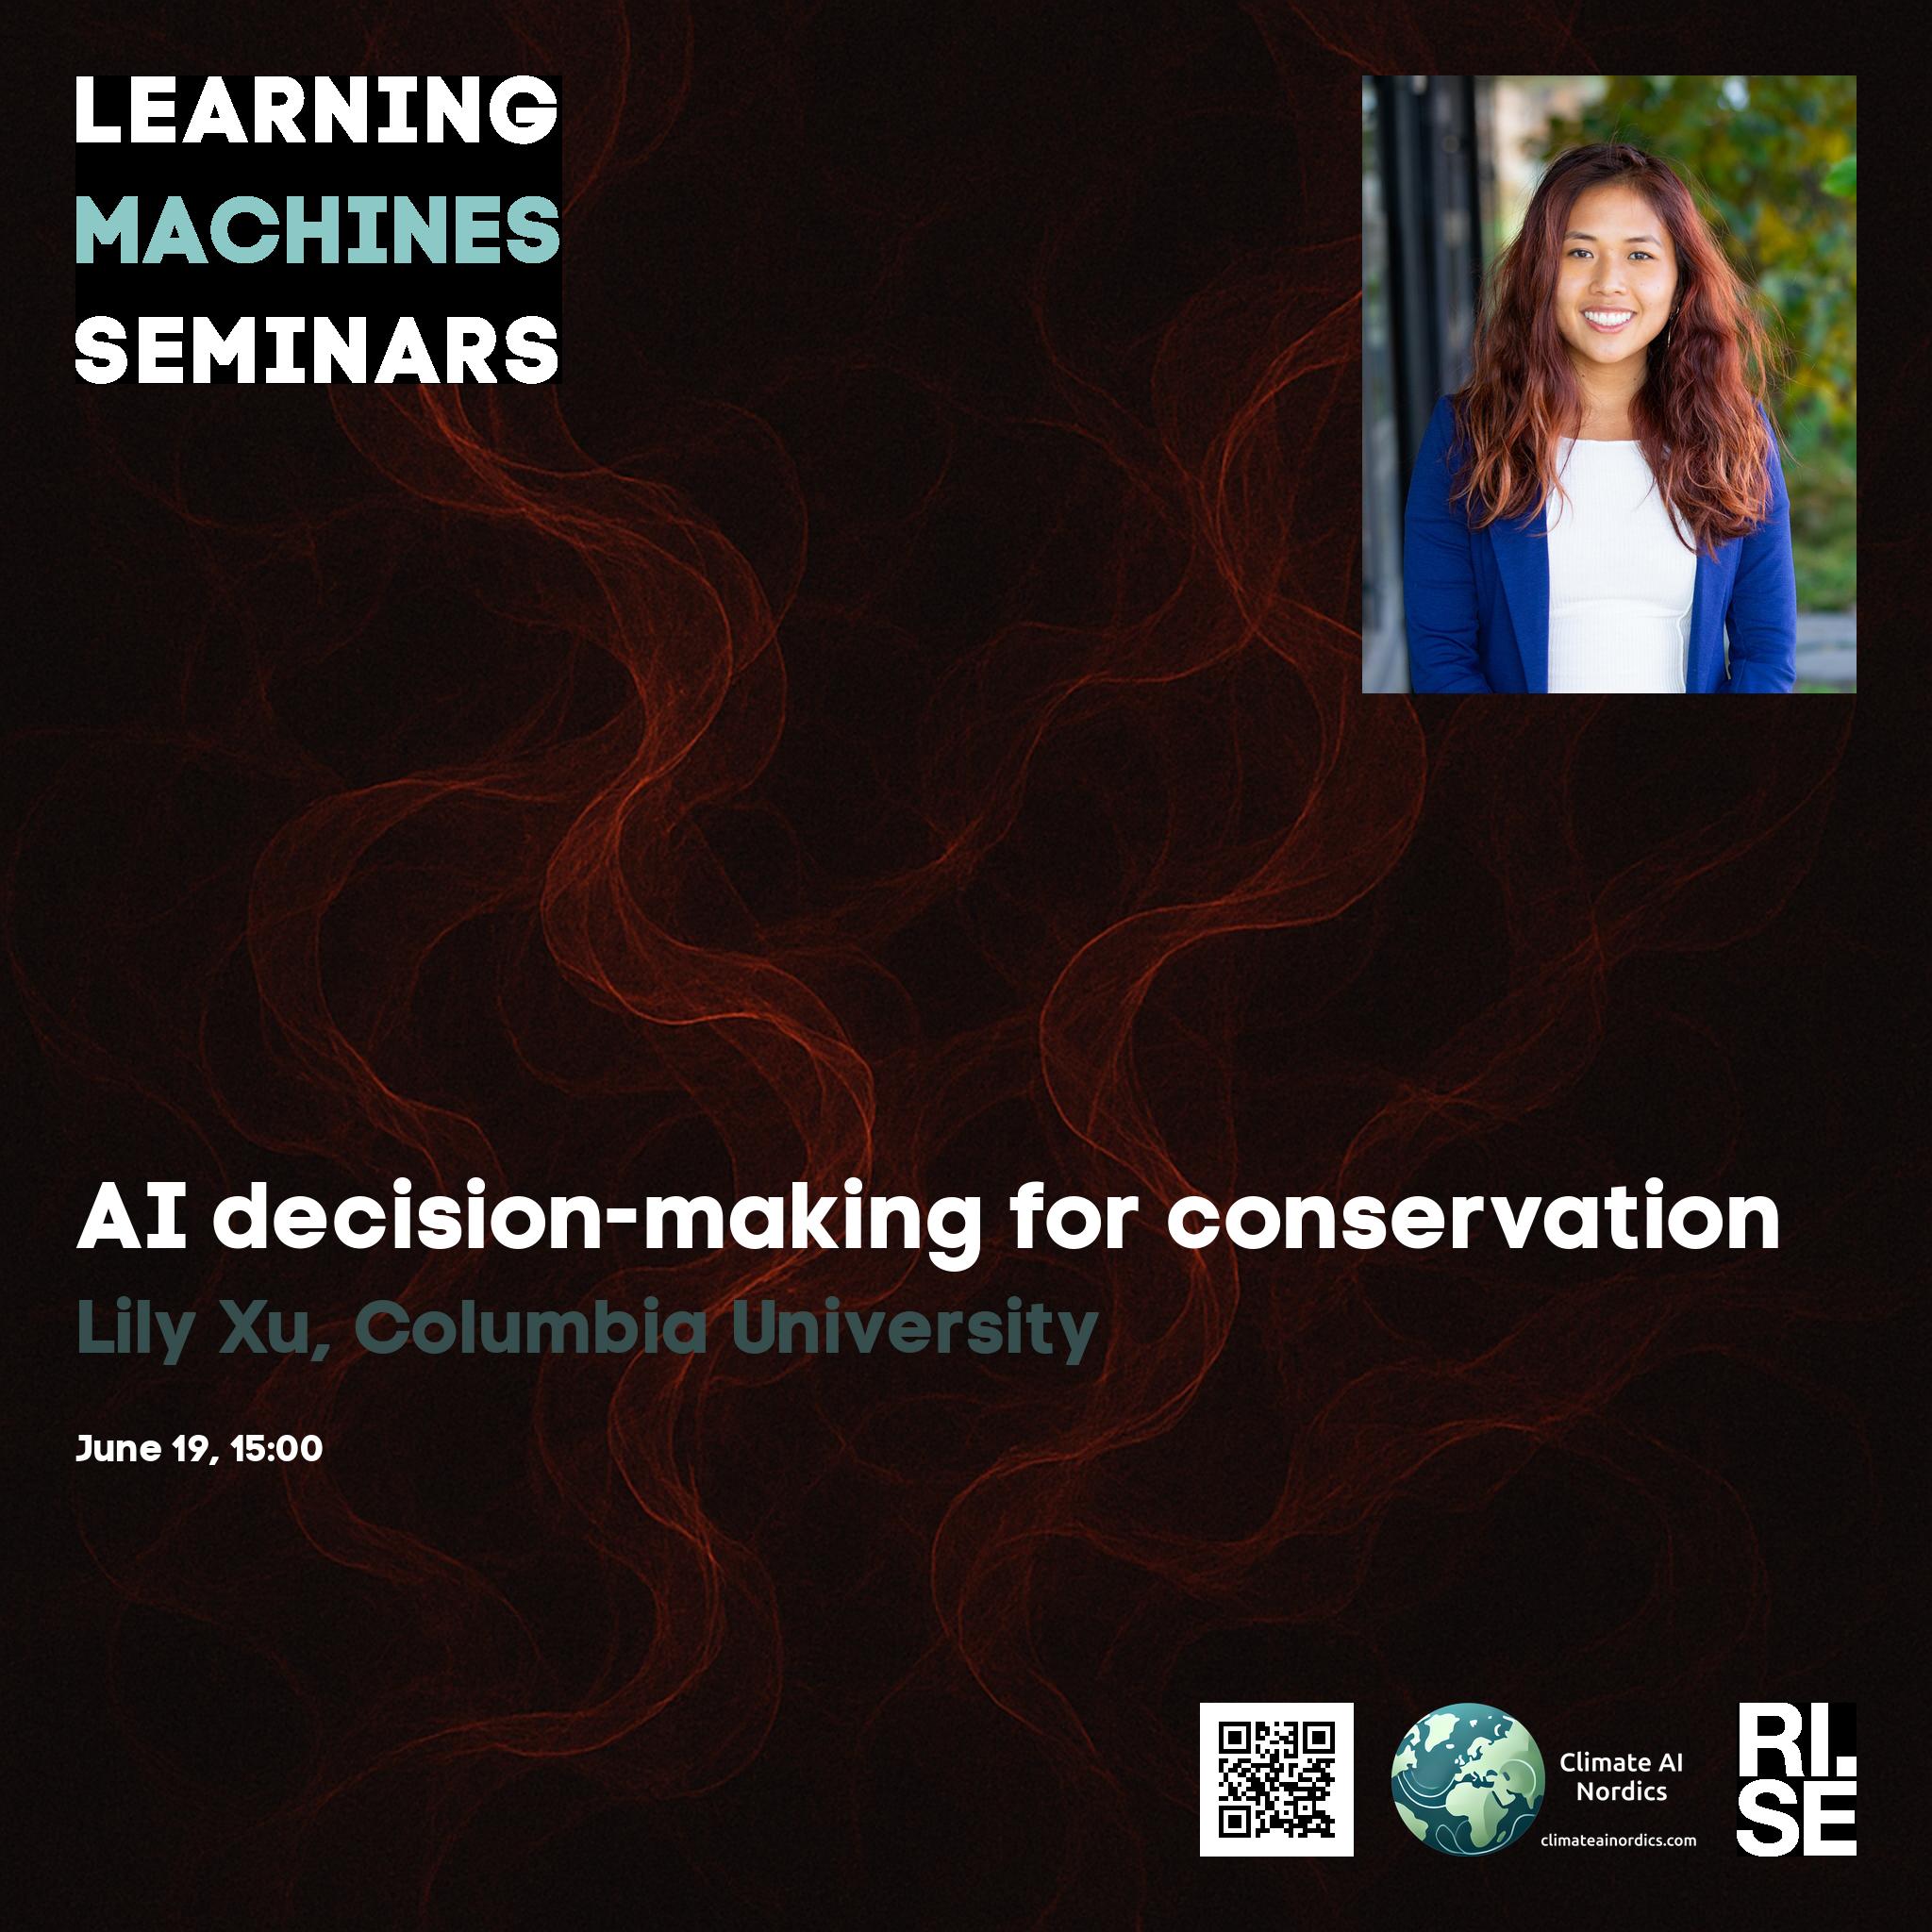 LEARNING
MACHINES
SEMINARS
AI decision-making for conservation
Lily Xu, Columbia University
June 19, 15:00
Climate AI
Nordics
climateainordics.com
RI.
SE